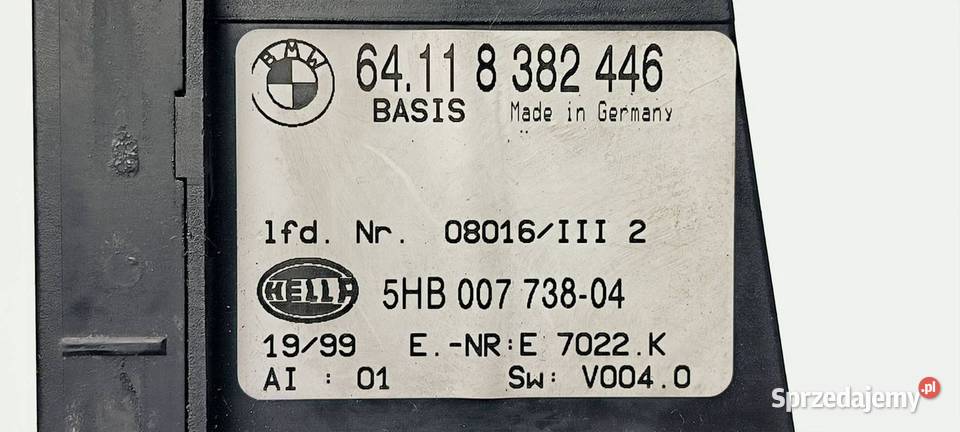 BMW 64.11 8 382 446
BASIS Made in Germany
lfd. Nr. 08016/III 2
HELLA 5HB 007 738-04
19/99 E.-NR:E 7022.K
AI : 01 Sw: V004.0
Sprzedajemy.pl